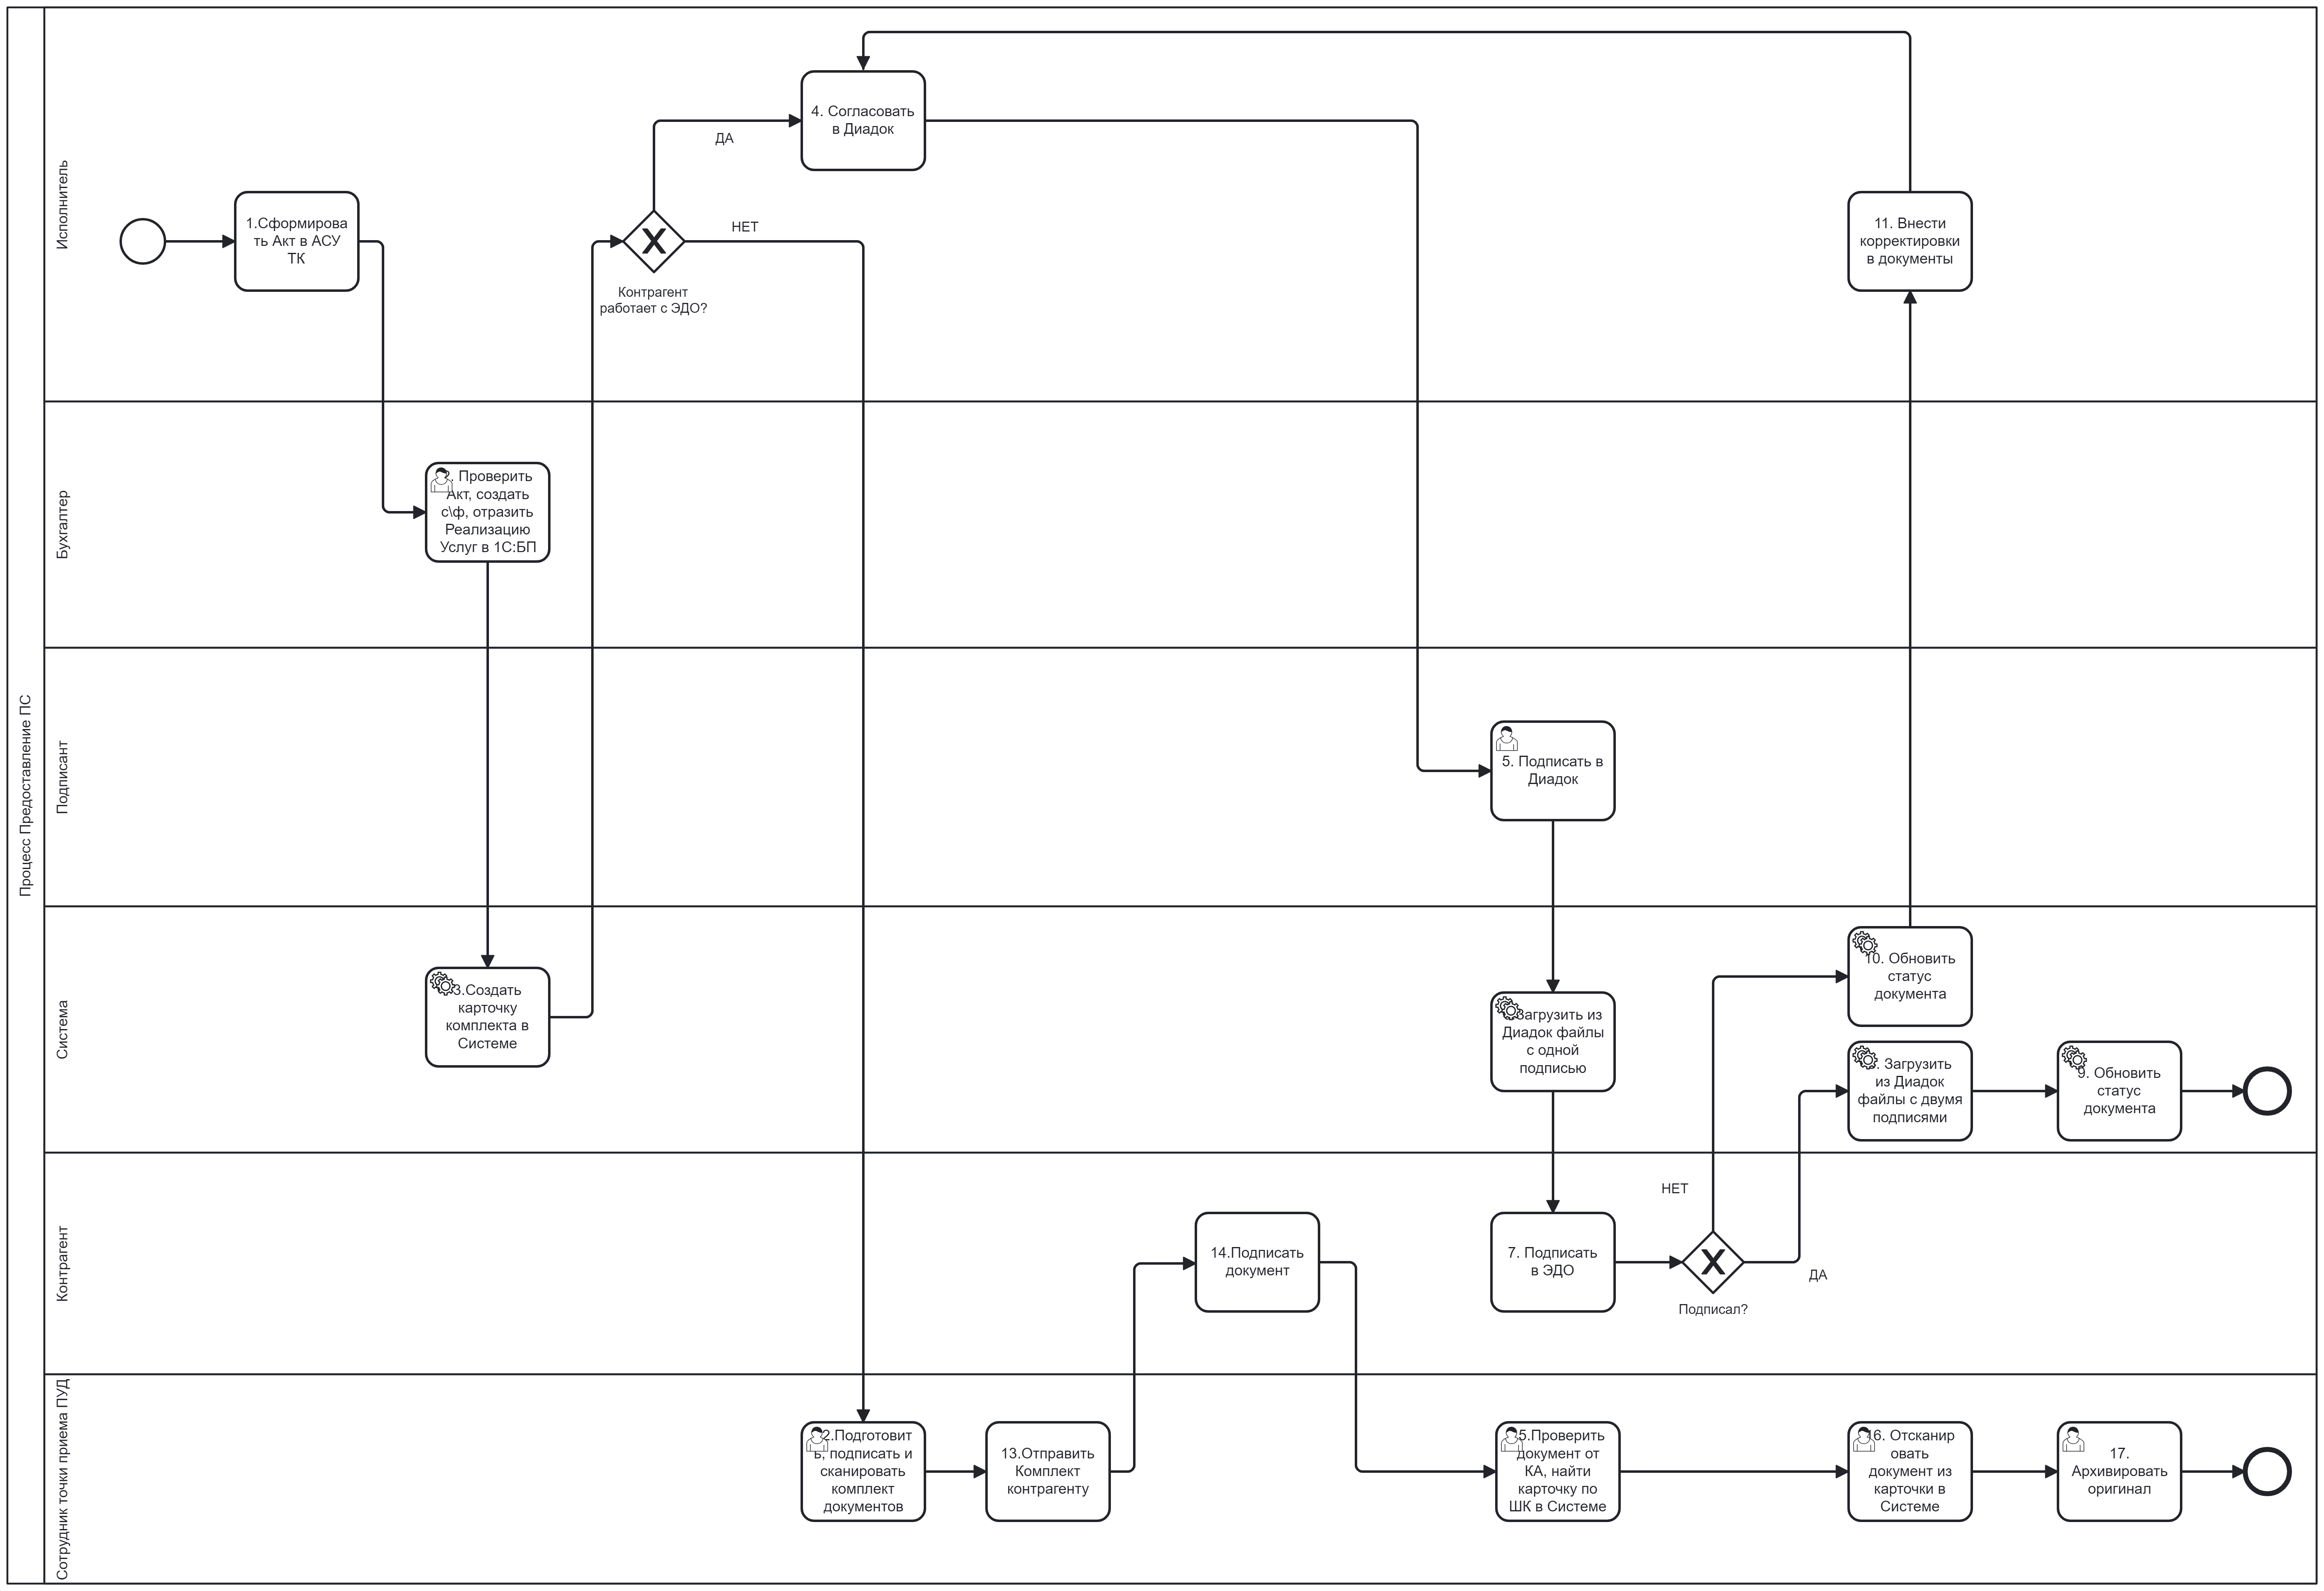 Процесс Предоставление ПС
Исполнитель
1.Сформирова
ть Акт в АСУ
ТК
ДА
НЕТ
Контрагент
работает с ЭДО?
4. Согласовать
в Диадок
11. Внести
корректировки
в документы
Бухгалтер
. Проверить
Акт, создать
с\ф, отразить
Реализацию
Услуг в 1С:БП
Подписант
5. Подписать в
Диадок
Система
3.Создать
карточку
комплекта в
Системе
Загрузить из
Диадок файлы
с одной
подписью
10. Обновить
статус
документа
. Загрузить
из Диадок
файлы с двумя
подписями
9. Обновить
статус
документа
Контрагент
14.Подписать
документ
7. Подписать
в ЭДО
НЕТ
ДА
Подписал?
Сотрудник точки приема ПУД
2.Подготовит
ь, подписать и
сканировать
комплект
документов
13.Отправить
Комплект
контрагенту
5.Проверить
документ от
КА, найти
карточку по
ШК в Системе
6. Отсканир
овать
документ из
карточки в
Системе
17.
Архивировать
оригинал